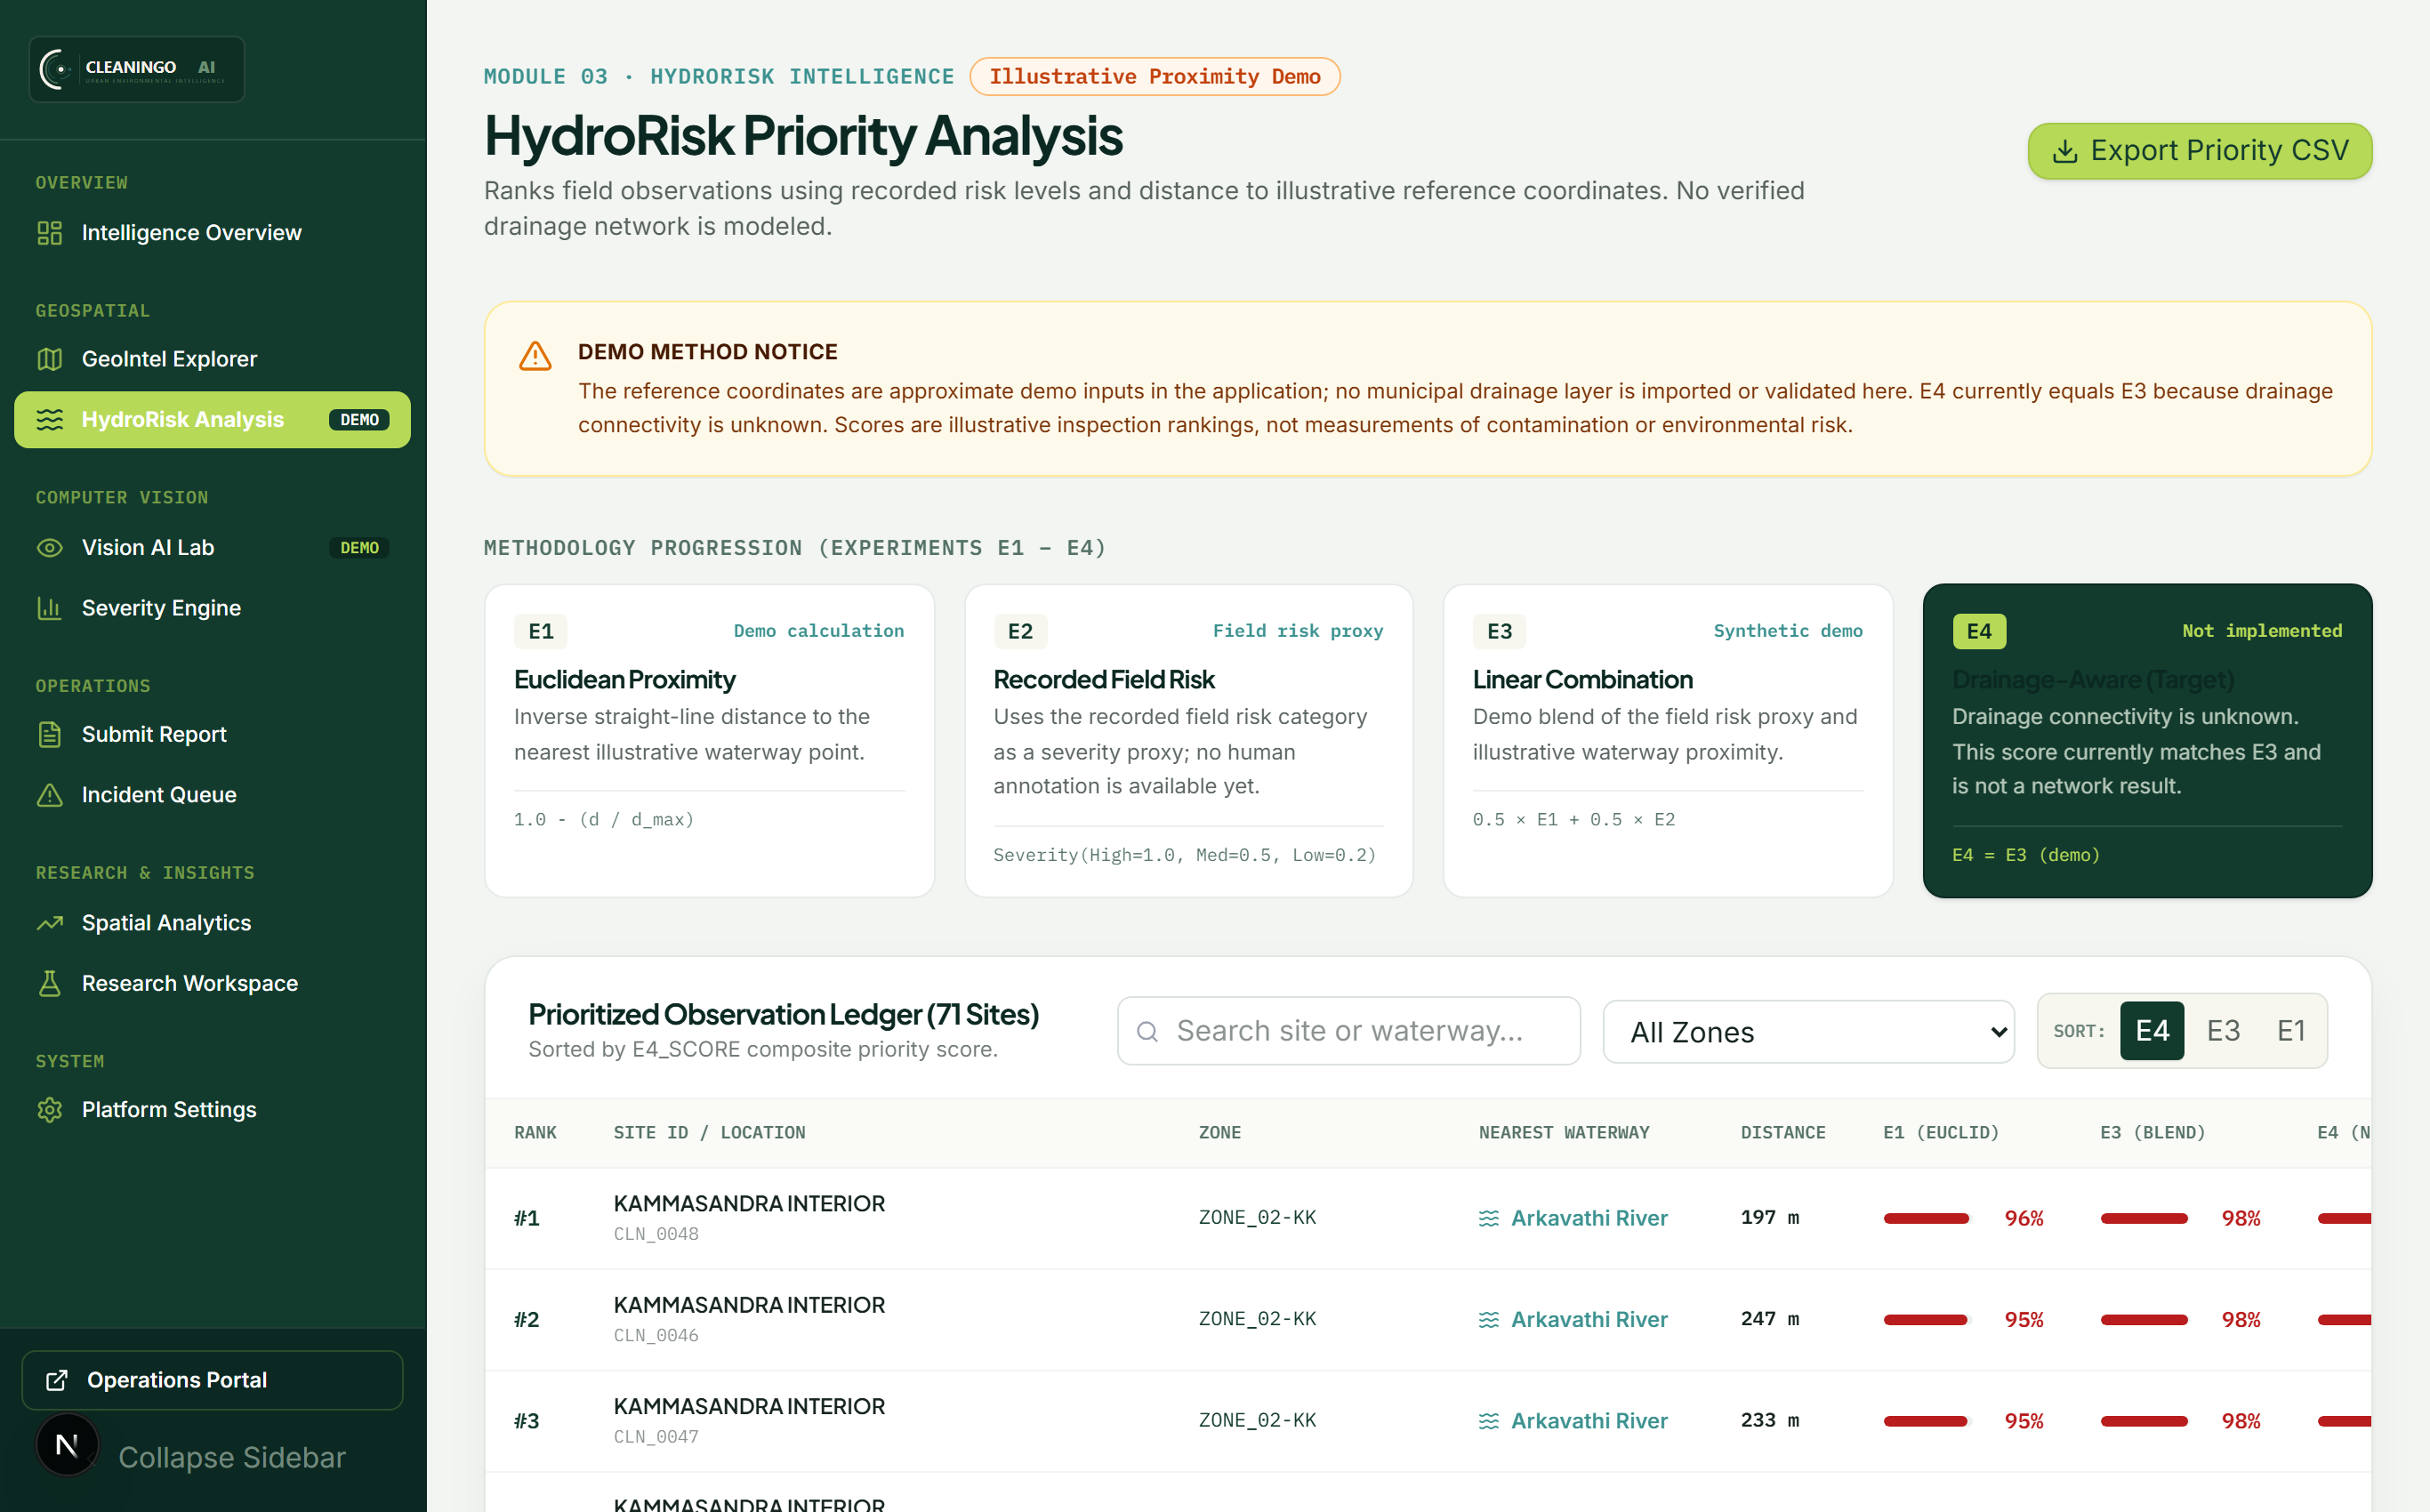 CLEANINGO AI
URBAN ENVIRONMENTAL INTELLIGENCE
OVERVIEW
Intelligence Overview
GEOSPATIAL
GeoIntel Explorer
HydroRisk Analysis DEMO
COMPUTER VISION
Vision AI Lab DEMO
Severity Engine
OPERATIONS
Submit Report
Incident Queue
RESEARCH & INSIGHTS
Spatial Analytics
Research Workspace
SYSTEM
Platform Settings
Operations Portal
N
Collapse Sidebar
MODULE 03 · HYDRORISK INTELLIGENCE Illustrative Proximity Demo
HydroRisk Priority Analysis
Ranks field observations using recorded risk levels and distance to illustrative reference coordinates. No verified
drainage network is modeled.
Export Priority CSV
DEMO METHOD NOTICE
The reference coordinates are approximate demo inputs in the application; no municipal drainage layer is imported or validated here. E4 currently equals E3 because drainage
connectivity is unknown. Scores are illustrative inspection rankings, not measurements of contamination or environmental risk.
METHODOLOGY PROGRESSION (EXPERIMENTS E1 – E4)
E1 Demo calculation
Euclidean Proximity
Inverse straight-line distance to the
nearest illustrative waterway point.
1.0 - (d / d_max)
E2 Field risk proxy
Recorded Field Risk
Uses the recorded field risk category
as a severity proxy; no human
annotation is available yet.
Severity(High=1.0, Med=0.5, Low=0.2)
E3 Synthetic demo
Linear Combination
Demo blend of the field risk proxy and
illustrative waterway proximity.
0.5 × E1 + 0.5 × E2
E4 Not implemented
Drainage-Aware (Target)
Drainage connectivity is unknown.
This score currently matches E3 and
is not a network result.
E4 = E3 (demo)
Prioritized Observation Ledger (71 Sites)
Sorted by E4_SCORE composite priority score.
Search site or waterway...
All Zones
SORT: E4 E3 E1
RANK SITE ID / LOCATION ZONE NEAREST WATERWAY DISTANCE E1 (EUCLID) E3 (BLEND) E4 (N
#1 KAMMASANDRA INTERIOR ZONE_02-KK Arkavathi River 197 m 96% 98%
CLN_0048
#2 KAMMASANDRA INTERIOR ZONE_02-KK Arkavathi River 247 m 95% 98%
CLN_0046
#3 KAMMASANDRA INTERIOR ZONE_02-KK Arkavathi River 233 m 95% 98%
CLN_0047
KAMMASANDRA INTERIOR